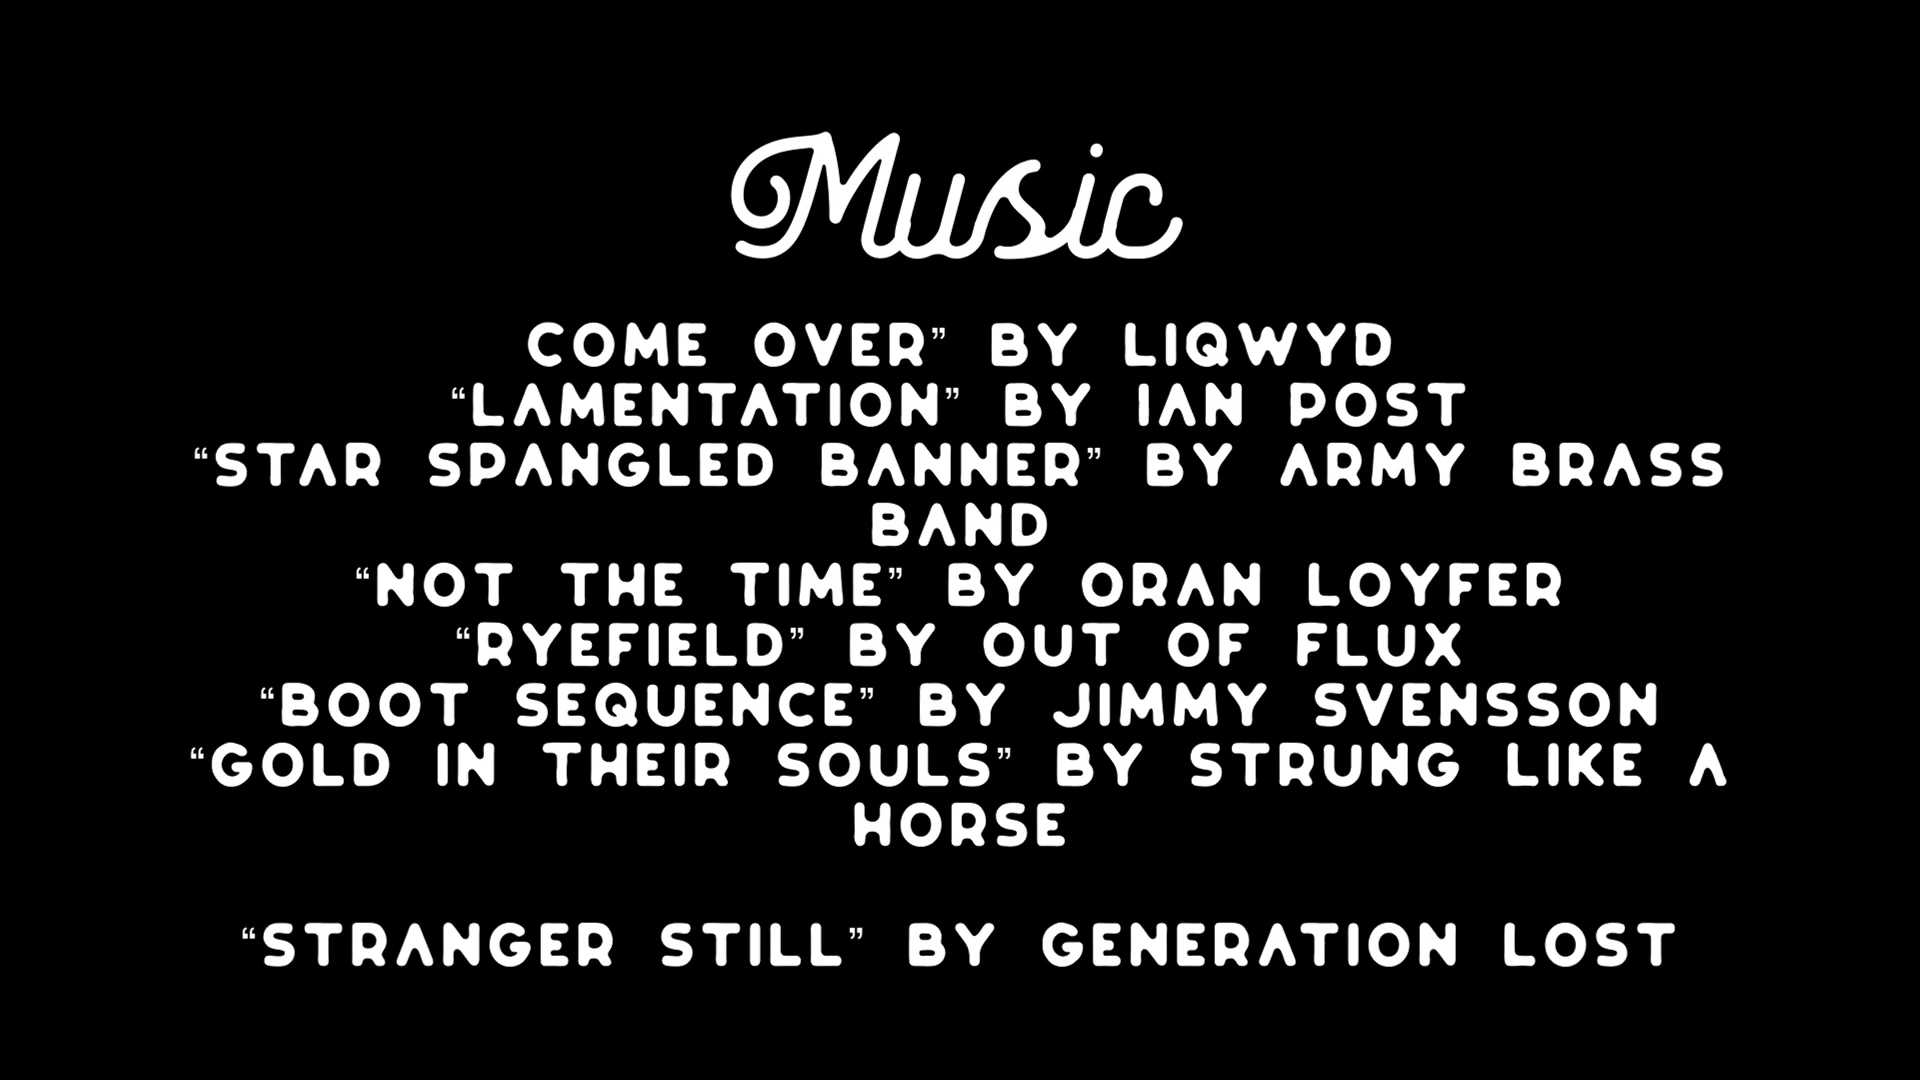 Music
COME OVER” BY LIQWYD
“LAMENTATION” BY IAN POST
“STAR SPANGLED BANNER” BY ARMY BRASS
BAND
“NOT THE TIME” BY ORAN LOYFER
“RYEFIELD” BY OUT OF FLUX
“BOOT SEQUENCE” BY JIMMY SVENSSON
“GOLD IN THEIR SOULS” BY STRUNG LIKE A
HORSE
“STRANGER STILL” BY GENERATION LOST